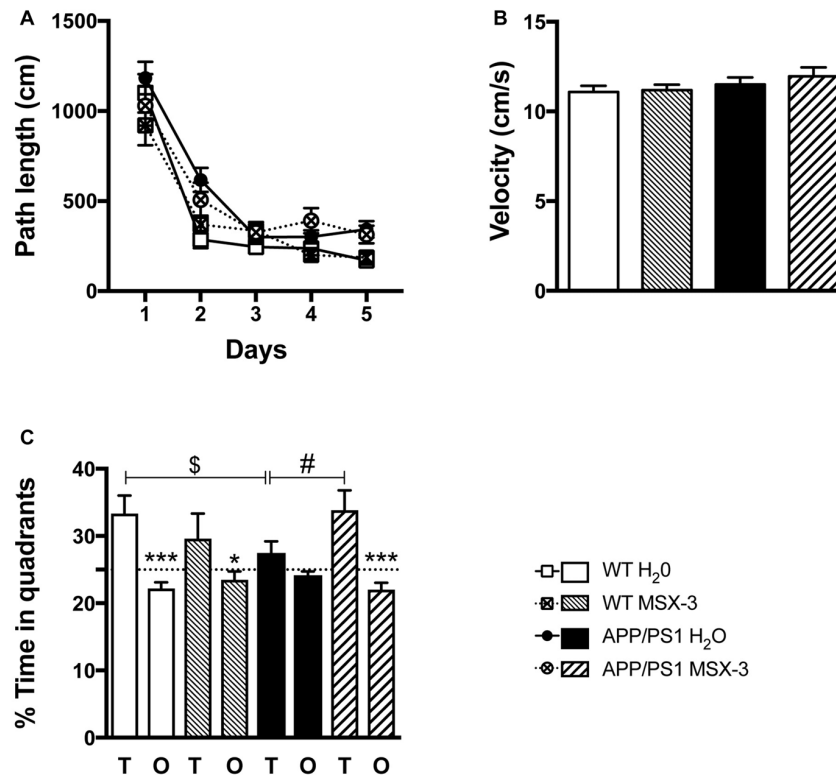 A
Path length (cm)
1500
1000
500
0
1 2 3 4 5
Days
B
Velocity (cm/s)
15
10
5
0
C
% Time in quadrants
40
30
20
10
0
$
#
***
*
***
T O T O T O T O
WT H₂0
WT MSX-3
APP/PS1 H₂O
APP/PS1 MSX-3